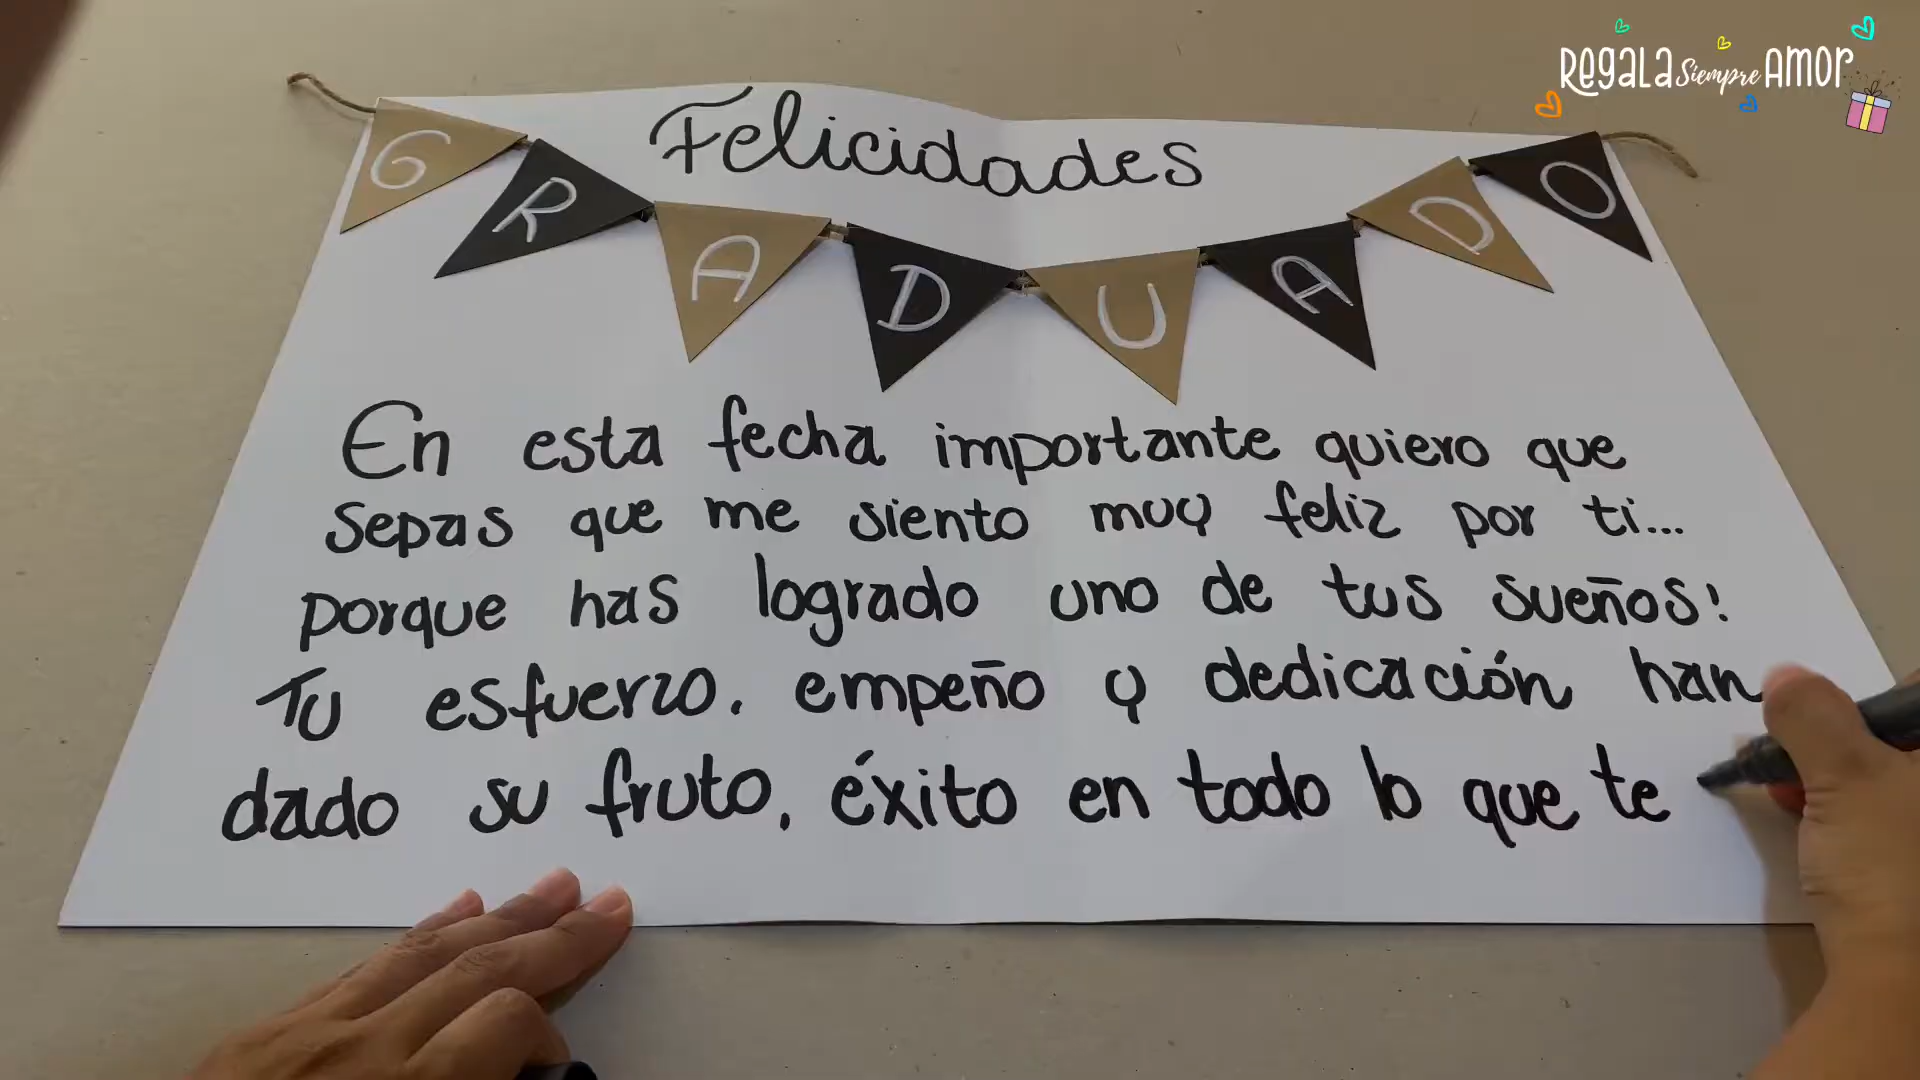 REGALA Siempre AMOR
Felicidades
GRADUADO
En esta fecha importante quiero que
sepas que me siento muy feliz por ti...
porque has logrado uno de tus sueños!
Tu esfuerzo, empeño y dedicación han
dado su fruto, éxito en todo lo que te